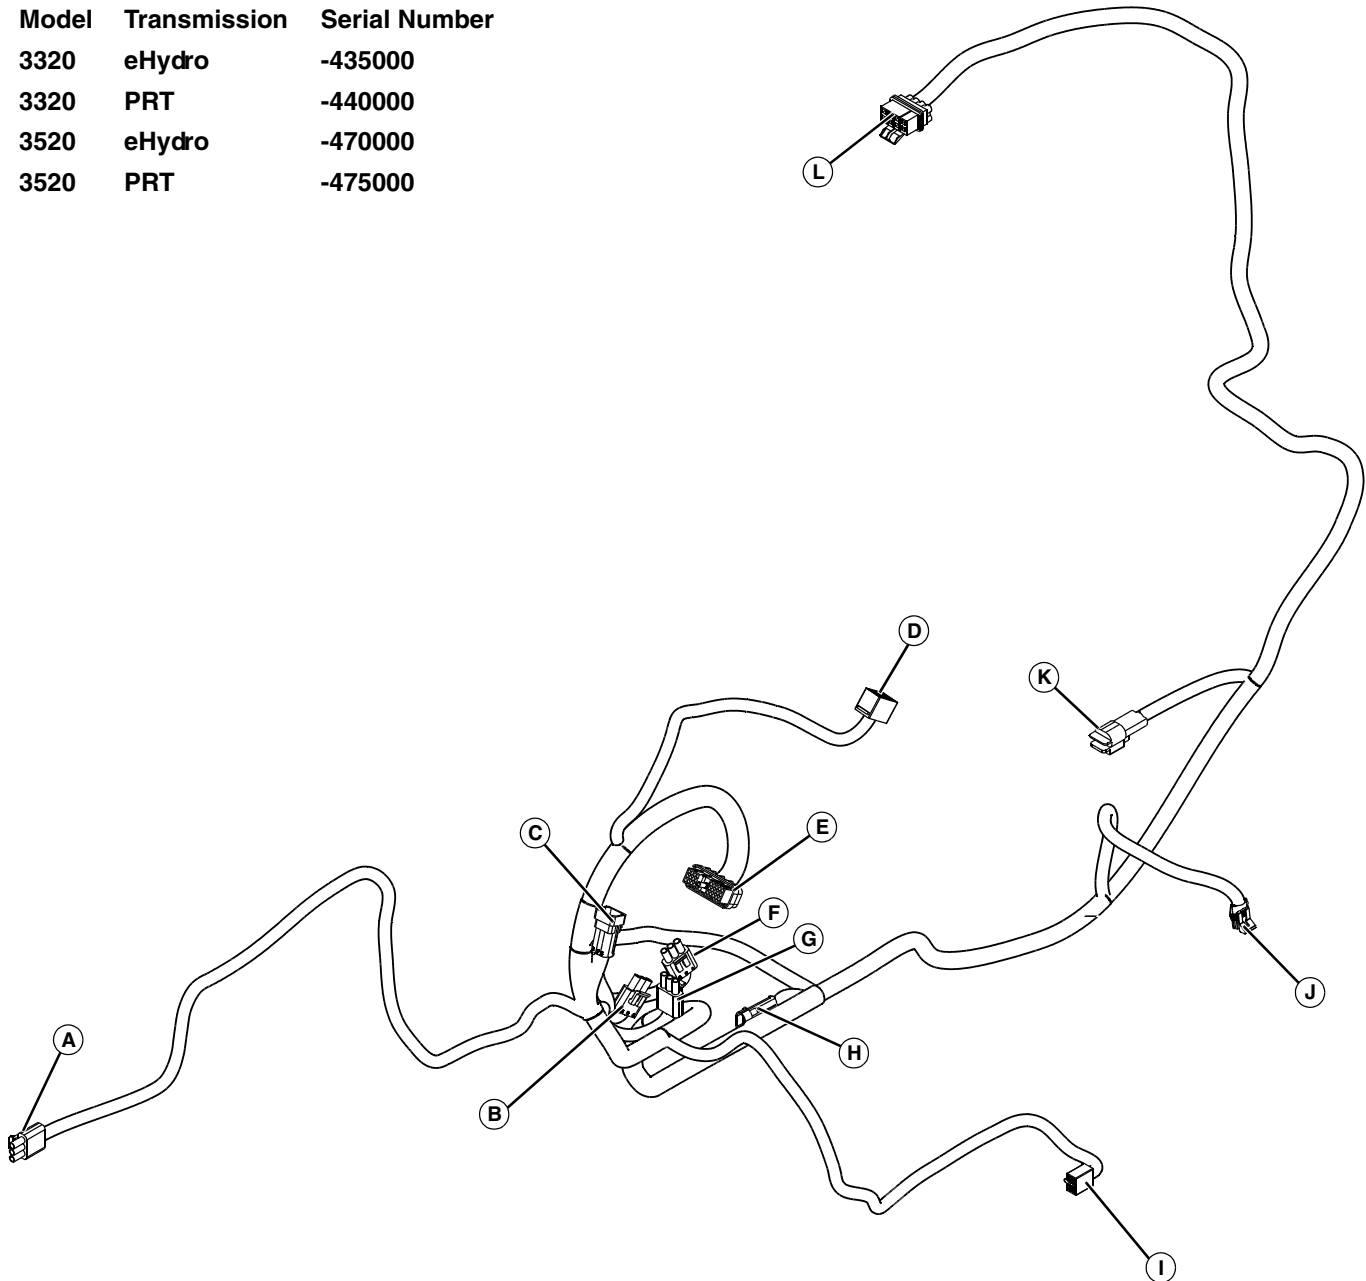 Model Transmission Serial Number
3320 eHydro -435000
3320 PRT -440000
3520 eHydro -470000
3520 PRT -475000
L
D
K
C
E
F
G
J
A
H
B
I